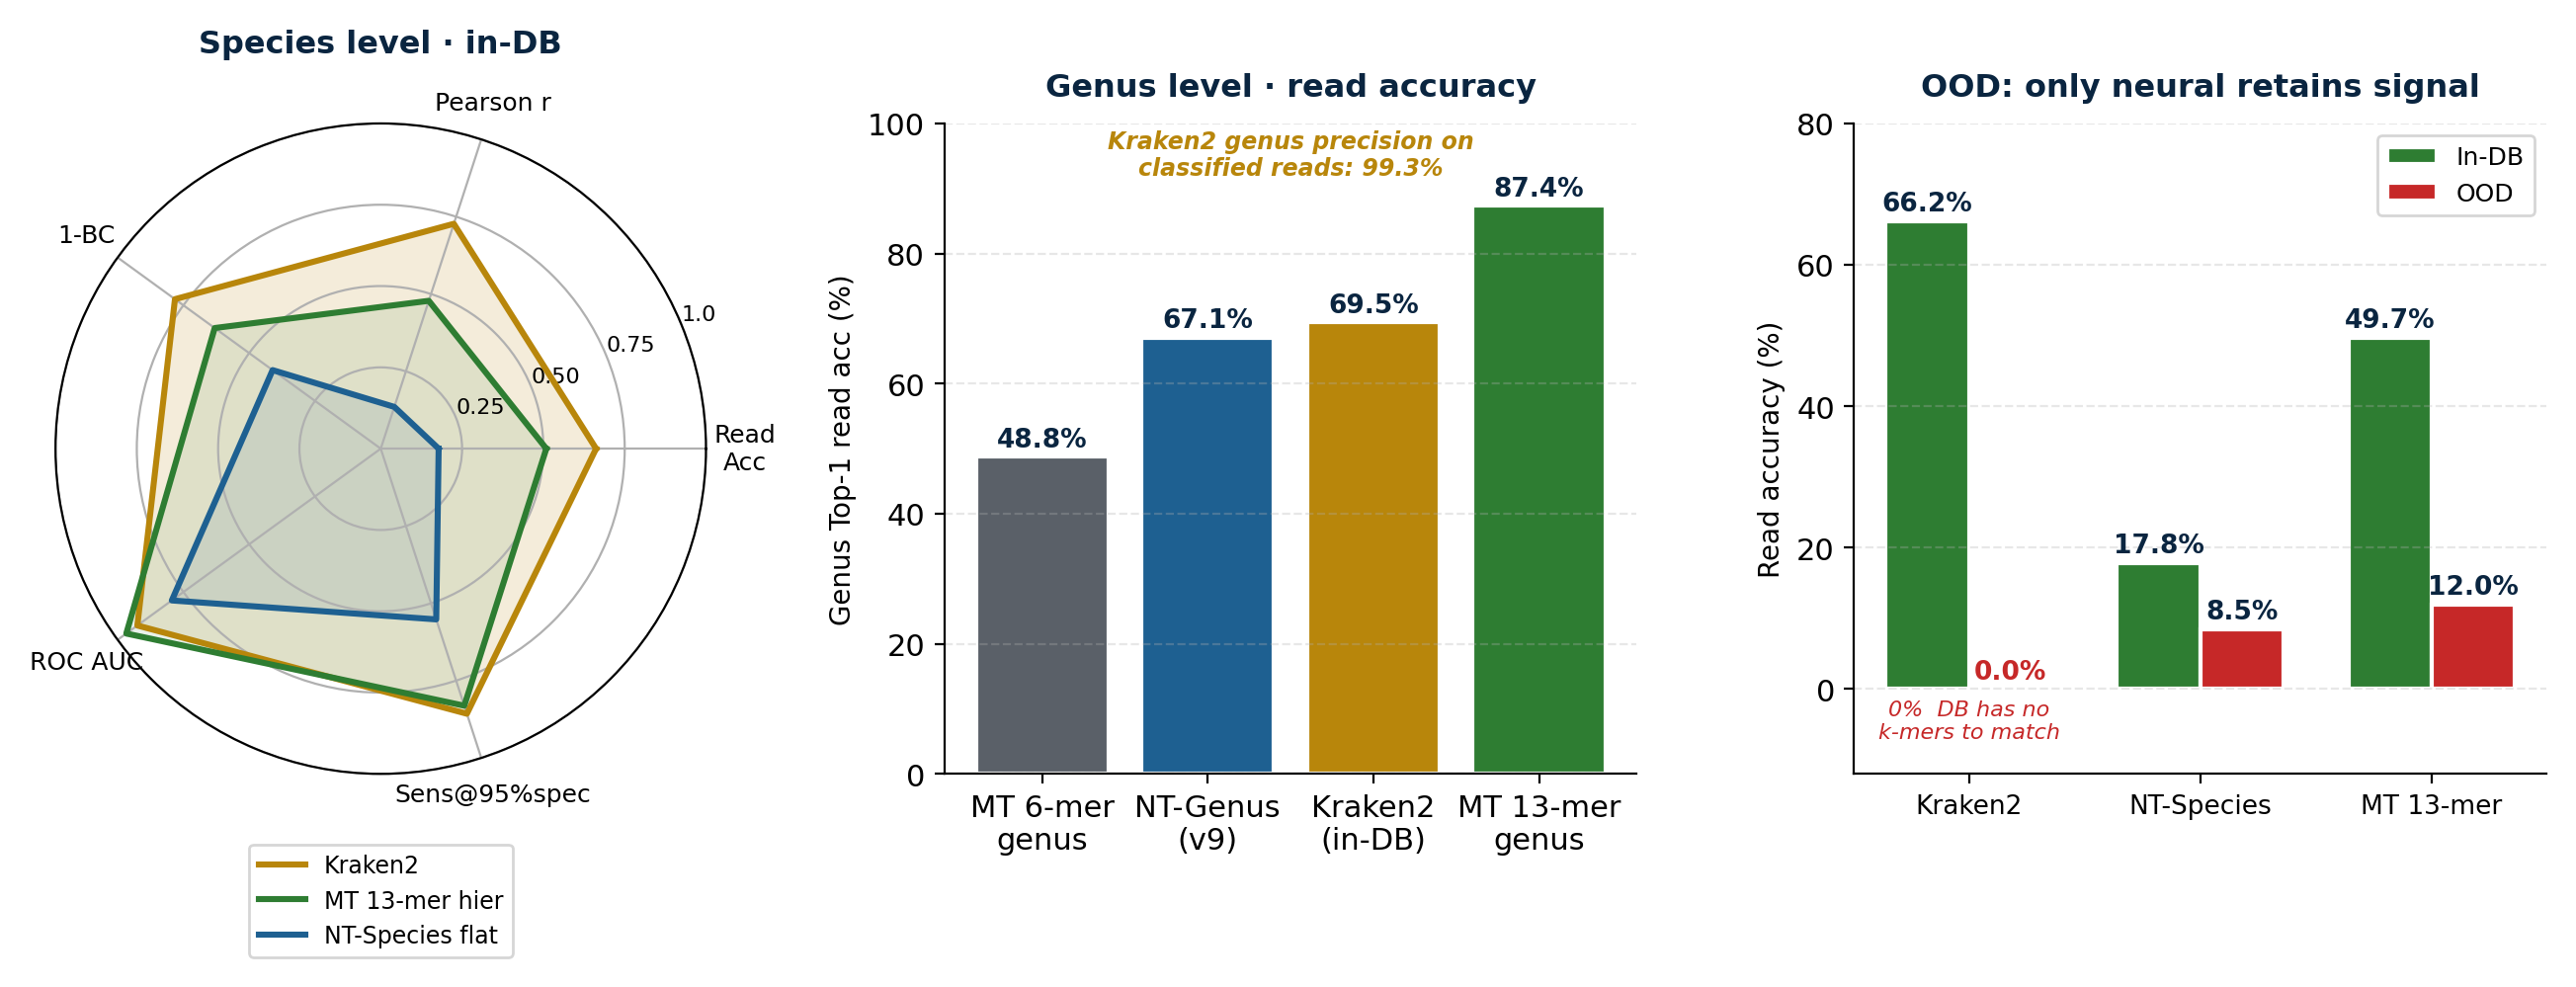 Species level · in-DB
Pearson r
1-BC
1.0
0.75
0.50
0.25
Read
Acc
ROC AUC
Sens@95%spec
Kraken2
MT 13-mer hier
NT-Species flat
Genus level · read accuracy
Kraken2 genus precision on
classified reads: 99.3%
Genus Top-1 read acc (%)
100
80
60
40
20
0
48.8%
67.1%
69.5%
87.4%
MT 6-mer
genus
NT-Genus
(v9)
Kraken2
(in-DB)
MT 13-mer
genus
OOD: only neural retains signal
In-DB
OOD
Read accuracy (%)
80
60
40
20
0
66.2%
0.0%
17.8%
8.5%
49.7%
12.0%
0%  DB has no
k-mers to match
Kraken2
NT-Species
MT 13-mer